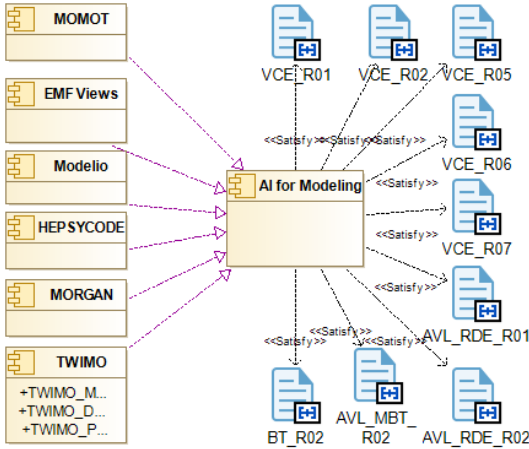 MOMOT
EMF Views
Modelio
HEPSYCODE
MORGAN
TWIMO
+TWIMO_M...
+TWIMO_D...
+TWIMO_P...
AI for Modeling
VCE_R01
VCE_R02
VCE_R05
<<Satisfy>>
<<Satisfy>>
<<Satisfy>>
<<Satisfy>>
VCE_R06
<<Satisfy>>
VCE_R07
<<Satisfy>>
AVL_RDE_R01
<<Satisfy>>
<<Satisfy>>
<<Satisfy>>
BT_R02
AVL_MBT_
R02
AVL_RDE_R02